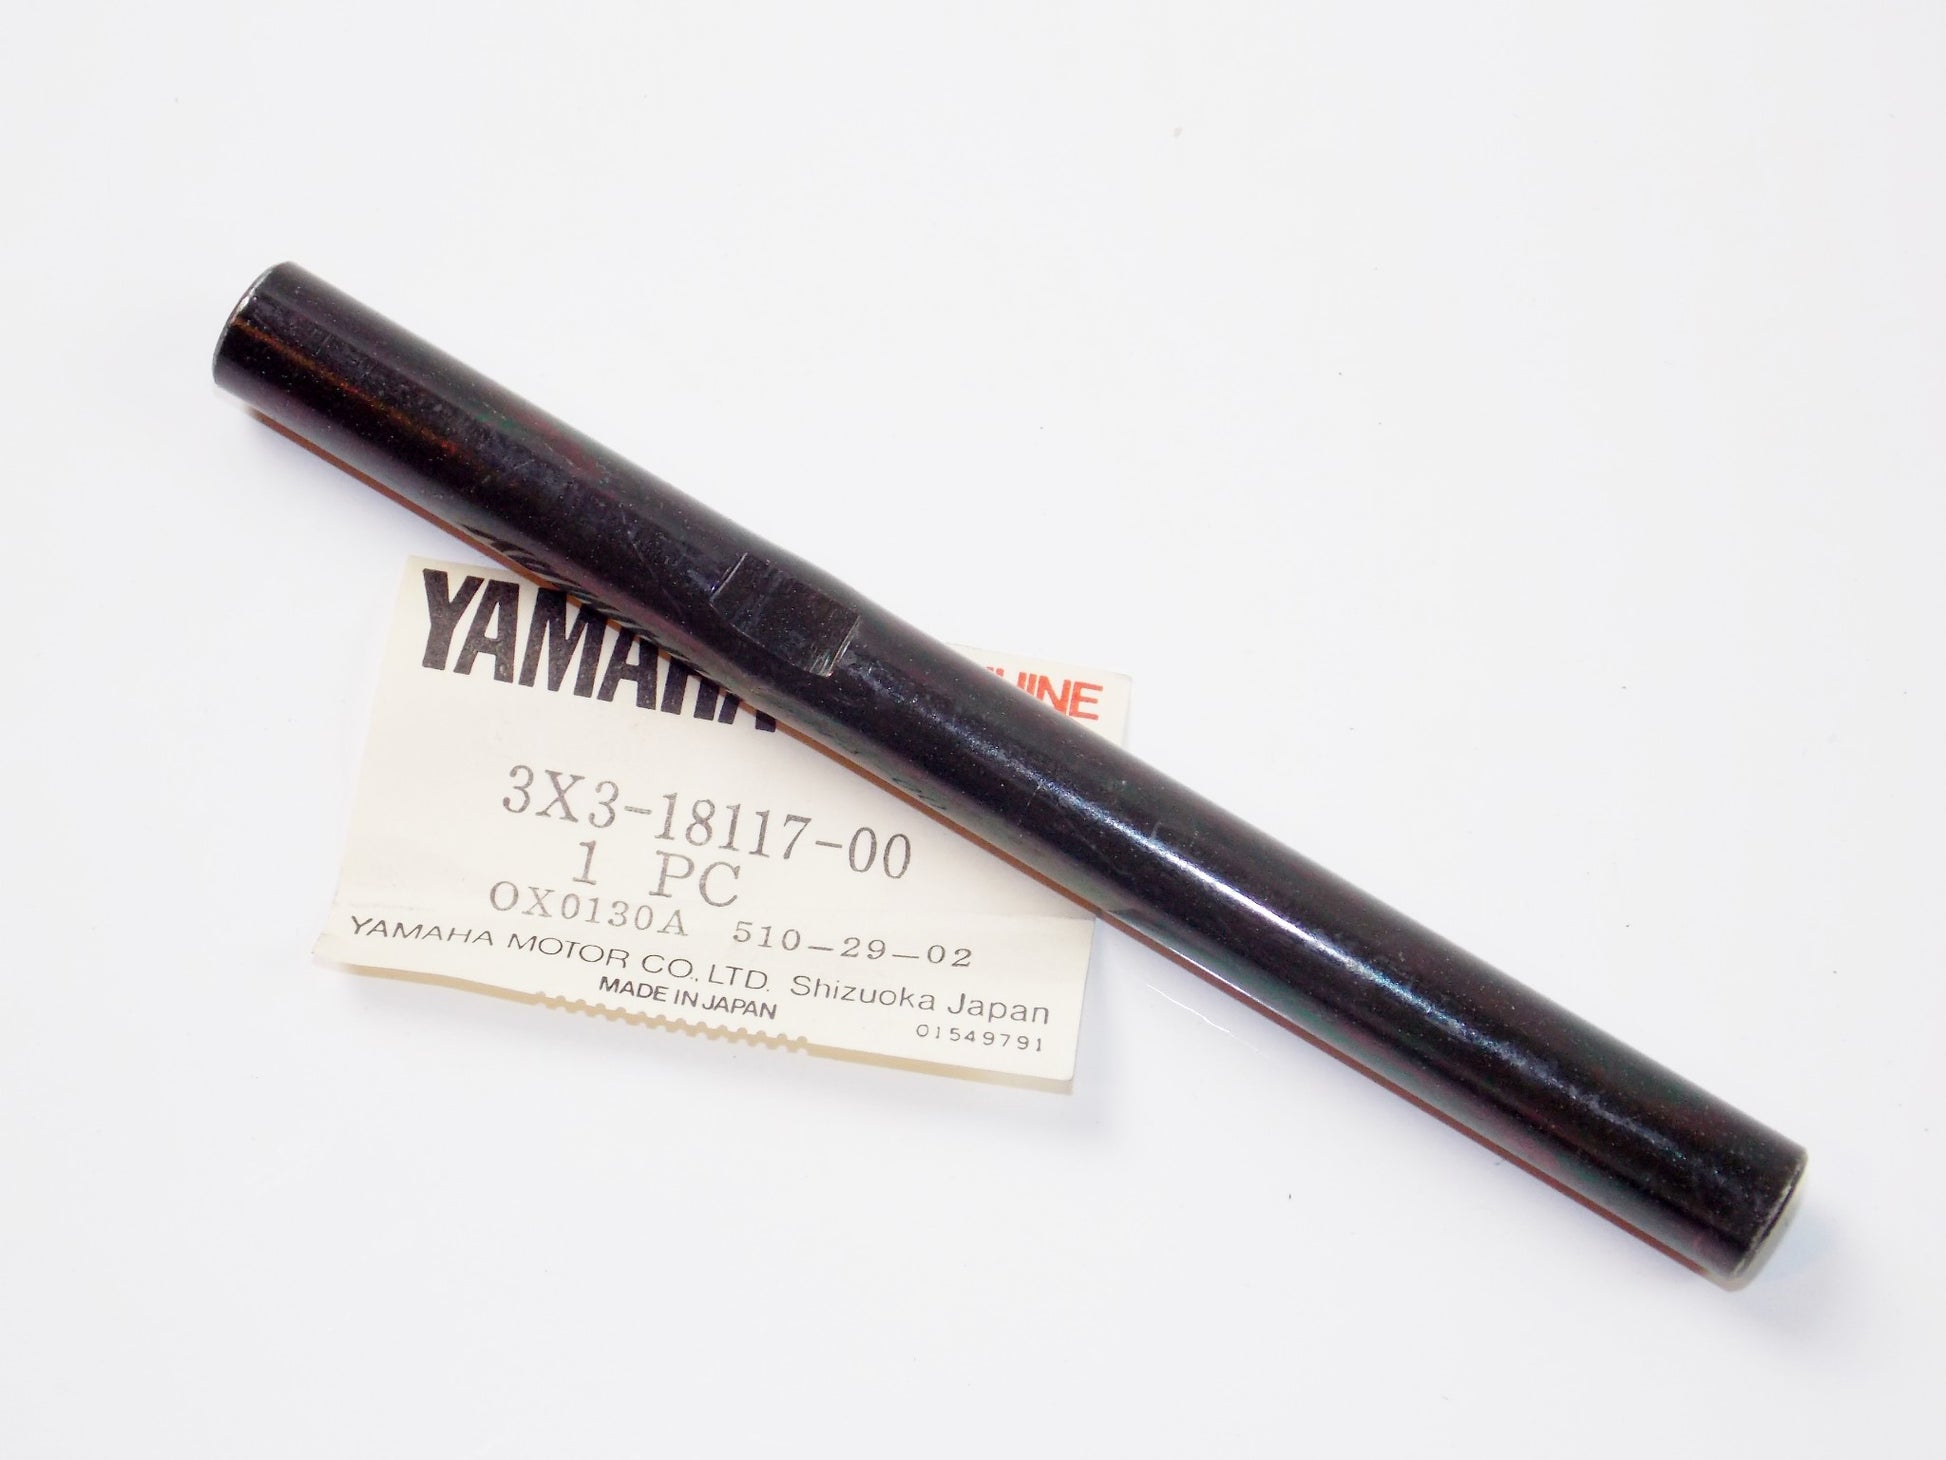 YAMAHA
3X3-18117-00
1 PC
OX0130A 510-29-02
YAMAHA MOTOR CO., LTD. Shizuoka Japan
MADE IN JAPAN
01549791